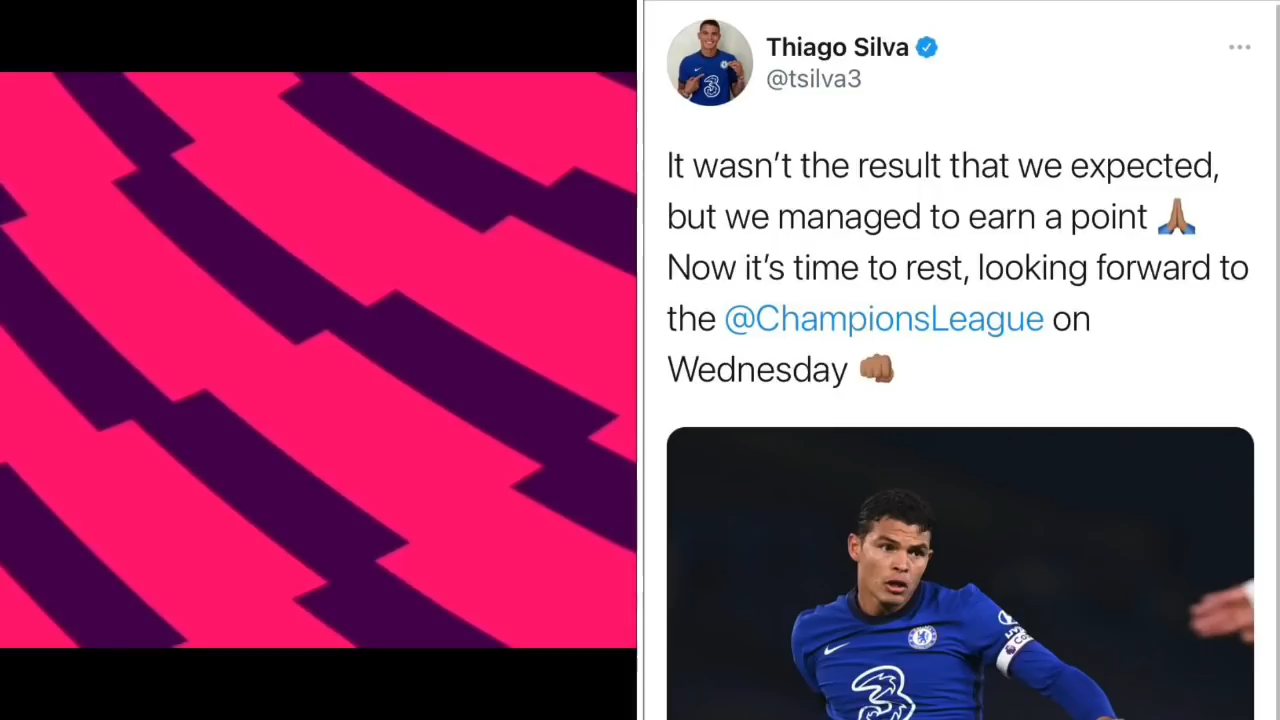 Thiago Silva
@tsilva3
It wasn’t the result that we expected,
but we managed to earn a point 🙏🏽
Now it’s time to rest, looking forward to
the @ChampionsLeague on
Wednesday 👊🏽
3